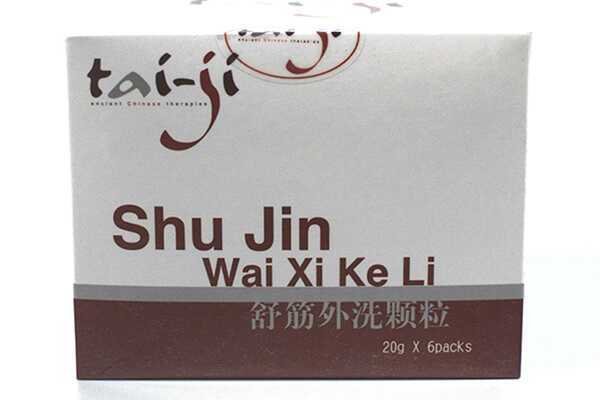 tai-ji
ancient Chinese therapies
Shu Jin
Wai Xi Ke Li
舒筋外洗颗粒
20g X 6packs